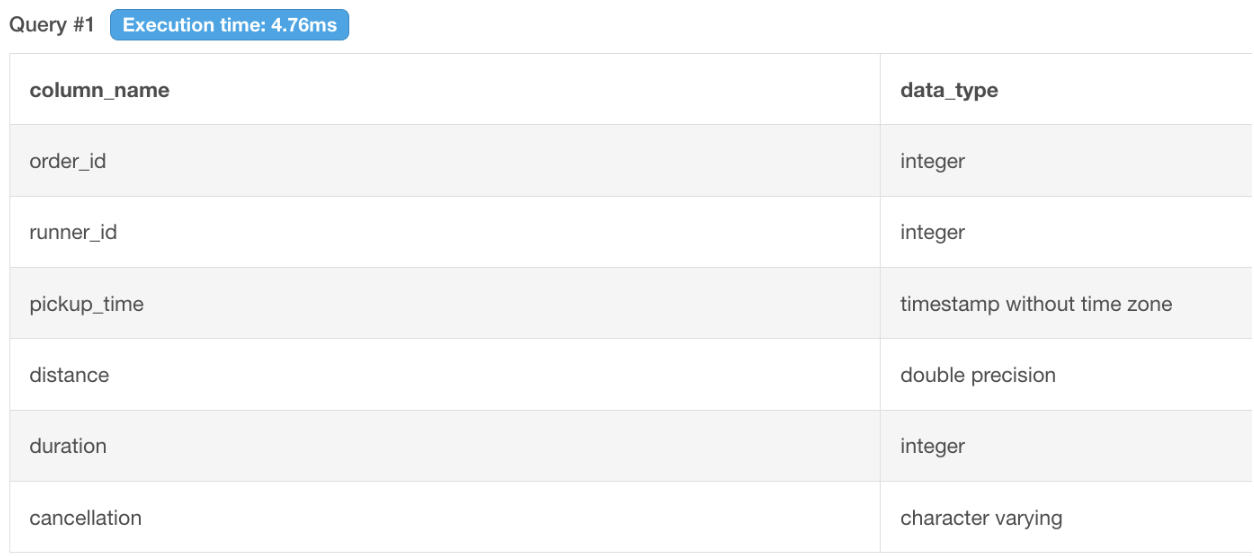 Query #1 Execution time: 4.76ms
column_name data_type
order_id integer
runner_id integer
pickup_time timestamp without time zone
distance double precision
duration integer
cancellation character varying